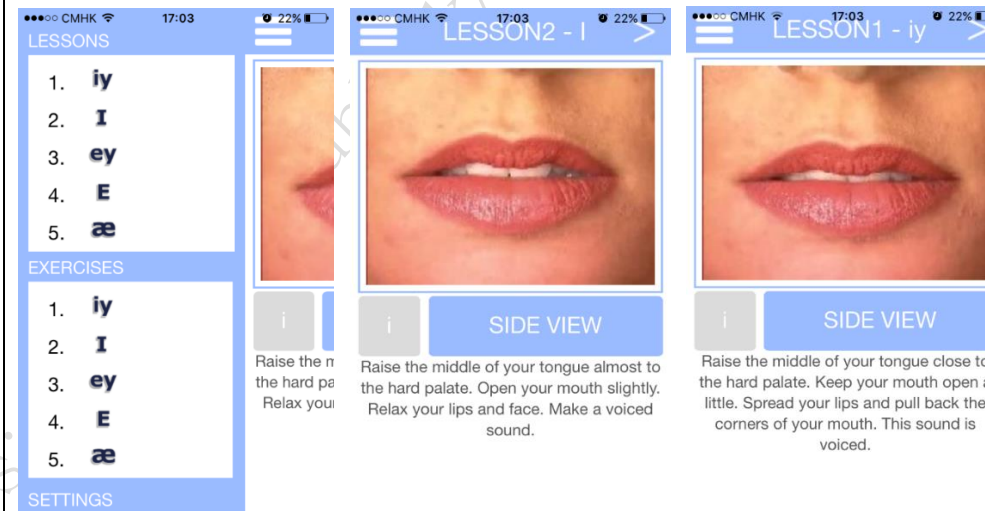 CMHK 17:03 22%
LESSONS
1. iy
2. I
3. ey
4. E
5. æ
EXERCISES
1. iy
2. I
3. ey
4. E
5. æ
SETTINGS
i
Raise the m
the hard pa
Relax your
CMHK 17:03 22%
LESSON2 - I >
i SIDE VIEW
Raise the middle of your tongue almost to
the hard palate. Open your mouth slightly.
Relax your lips and face. Make a voiced
sound.
CMHK 17:03 22%
LESSON1 - iy >
i SIDE VIEW
Raise the middle of your tongue close to
the hard palate. Keep your mouth open a
little. Spread your lips and pull back the
corners of your mouth. This sound is
voiced.